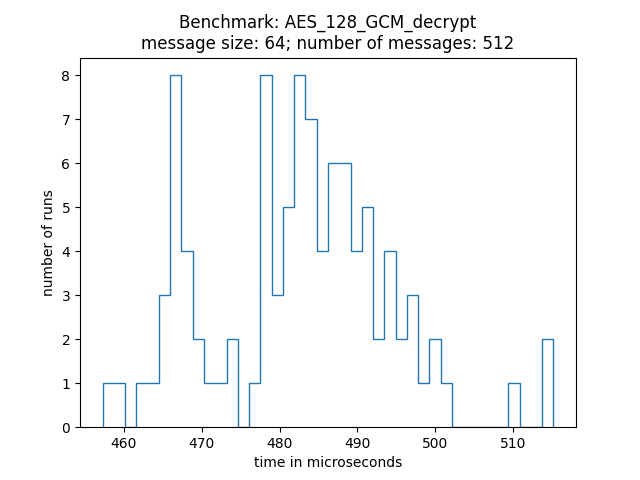 Benchmark: AES_128_GCM_decrypt
message size: 64; number of messages: 512
8
7
6
5
4
3
2
1
0
number of runs
460 470 480 490 500 510
time in microseconds